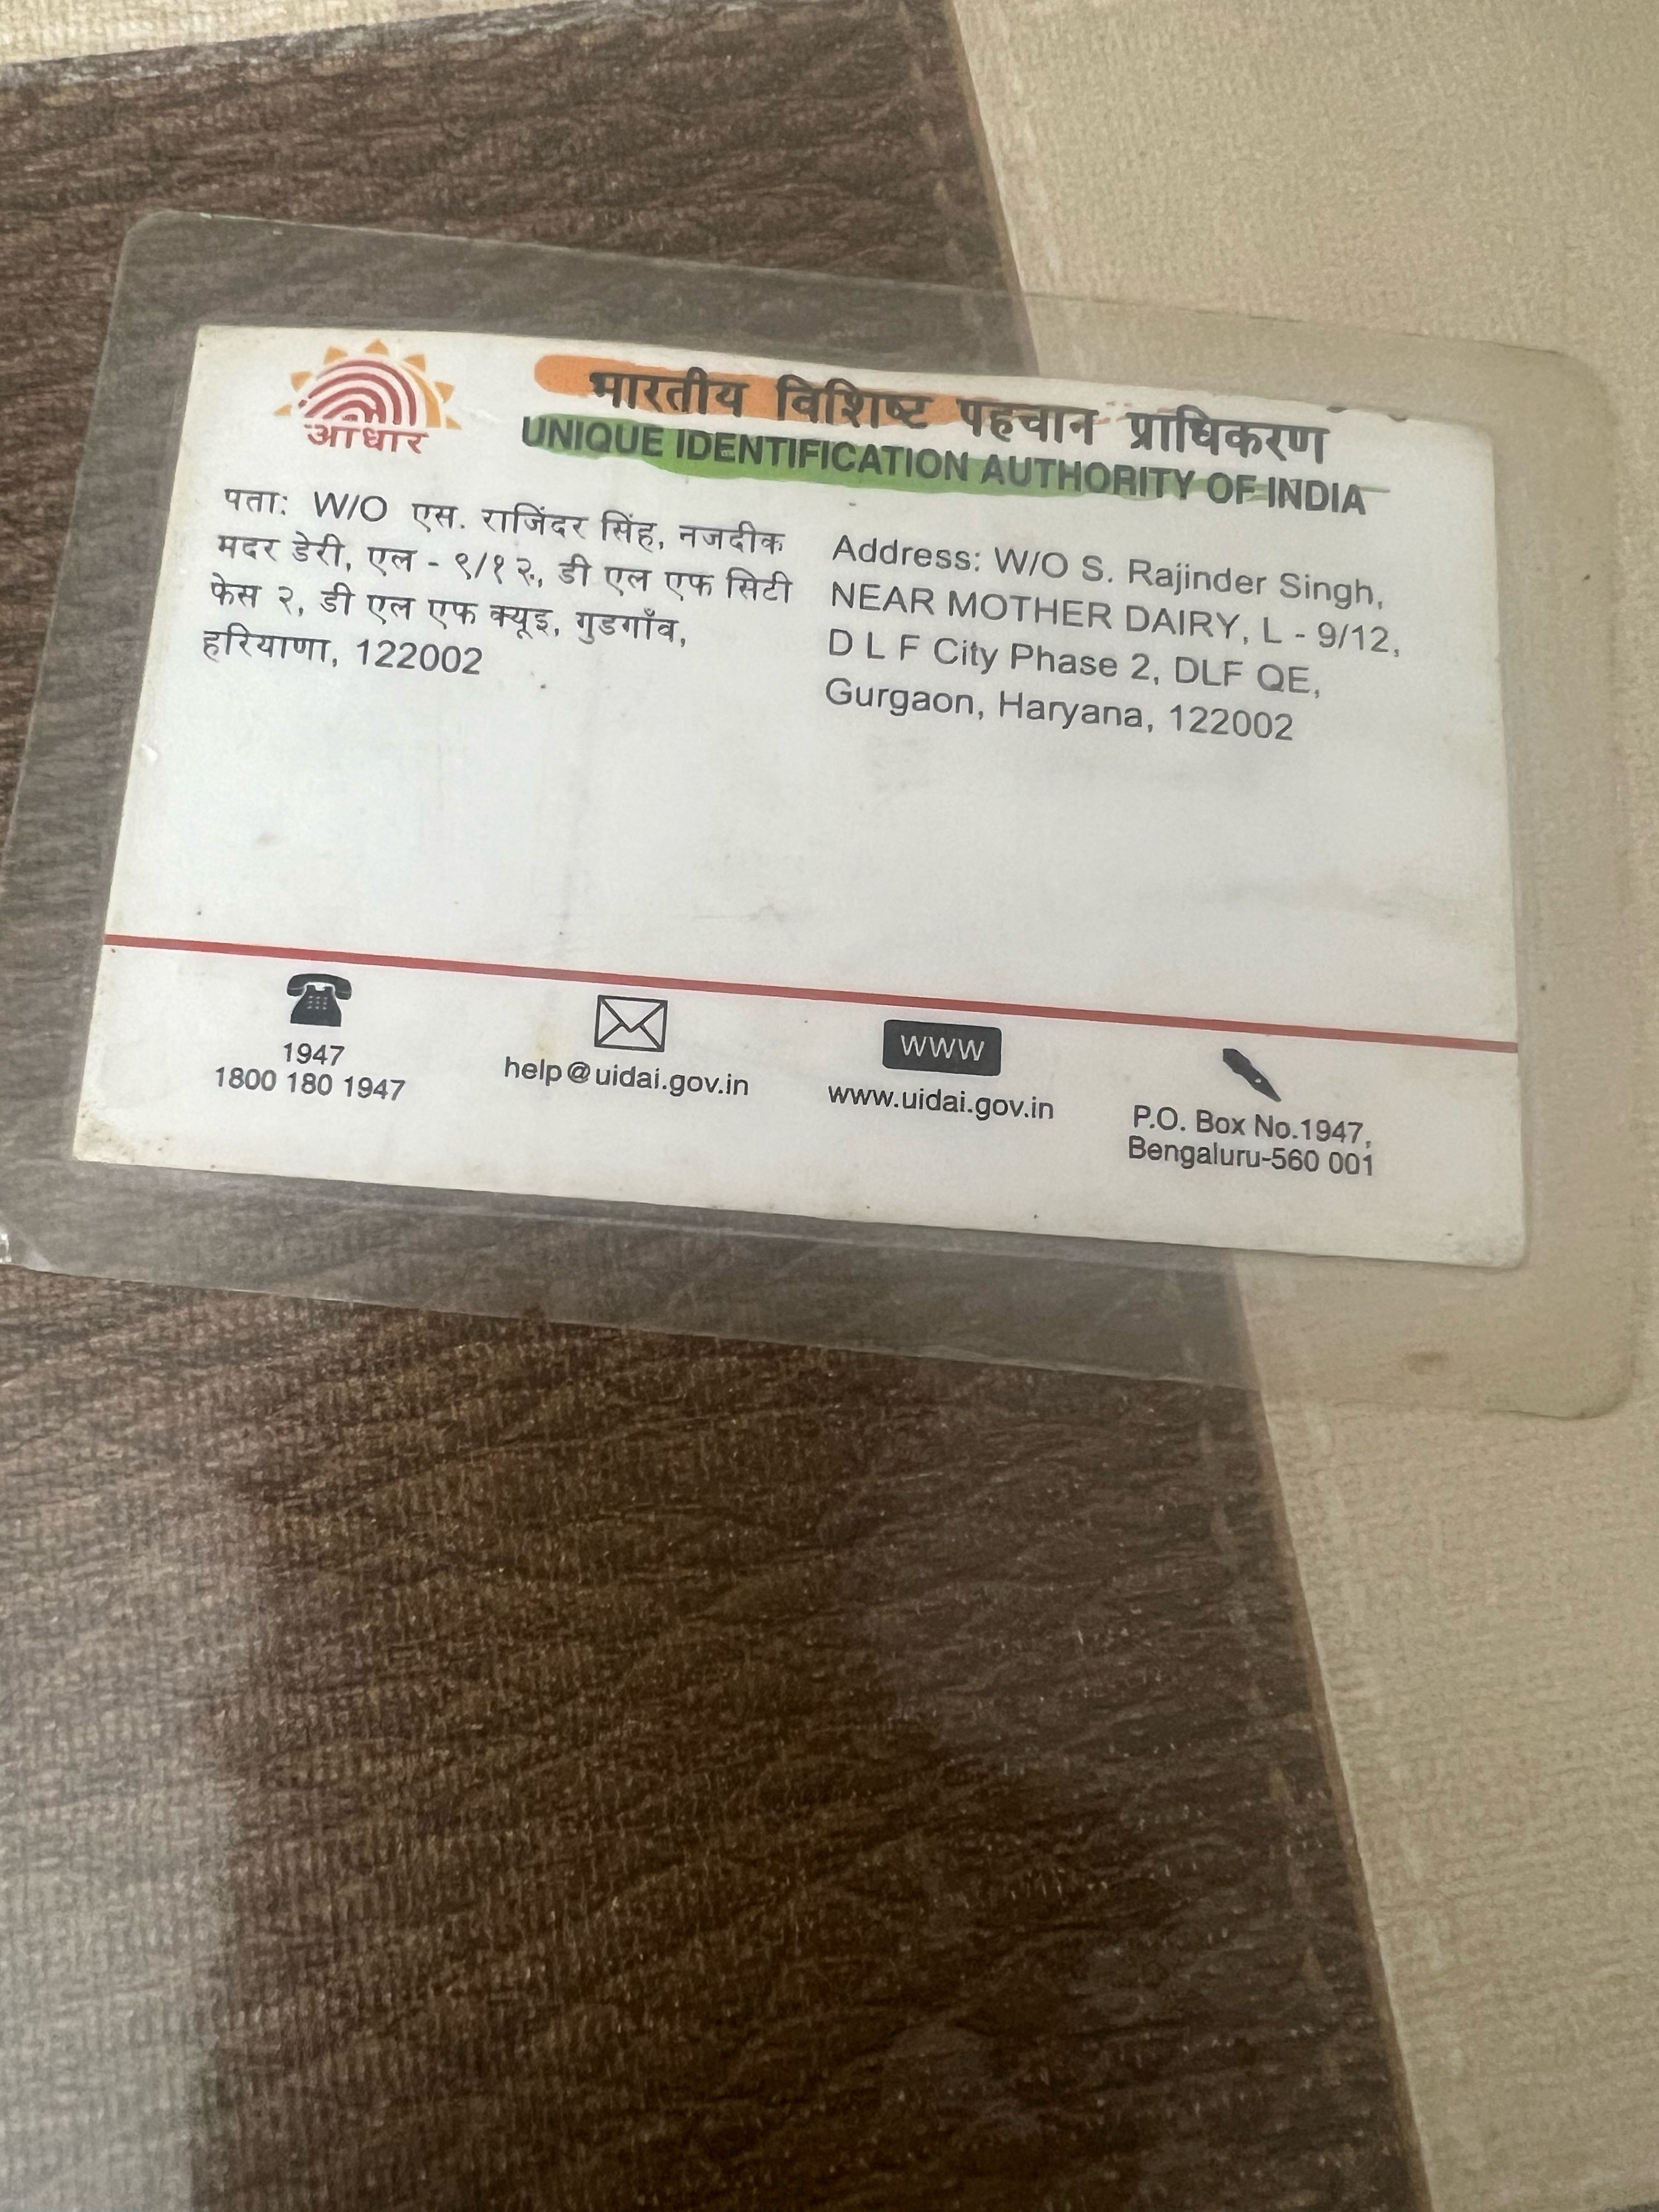 आधार
भारतीय विशिष्ट पहचान प्राधिकरण
UNIQUE IDENTIFICATION AUTHORITY OF INDIA
पता: W/O एस. राजिंदर सिंह, नजदीक
मदर डेरी, एल - ९/१२, डी एल एफ सिटी
फेस २, डी एल एफ क्यूइ, गुडगाँव,
हरियाणा, 122002
Address: W/O S. Rajinder Singh,
NEAR MOTHER DAIRY, L - 9/12,
D L F City Phase 2, DLF QE,
Gurgaon, Haryana, 122002
1947
1800 180 1947
help@uidai.gov.in
WWW
www.uidai.gov.in
P.O. Box No.1947,
Bengaluru-560 001